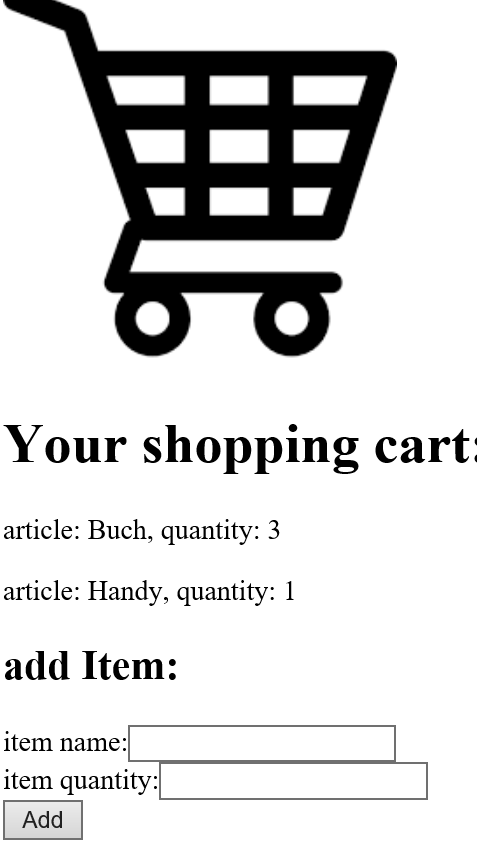 Your shopping cart:
article: Buch, quantity: 3
article: Handy, quantity: 1
add Item:
item name:
item quantity:
Add